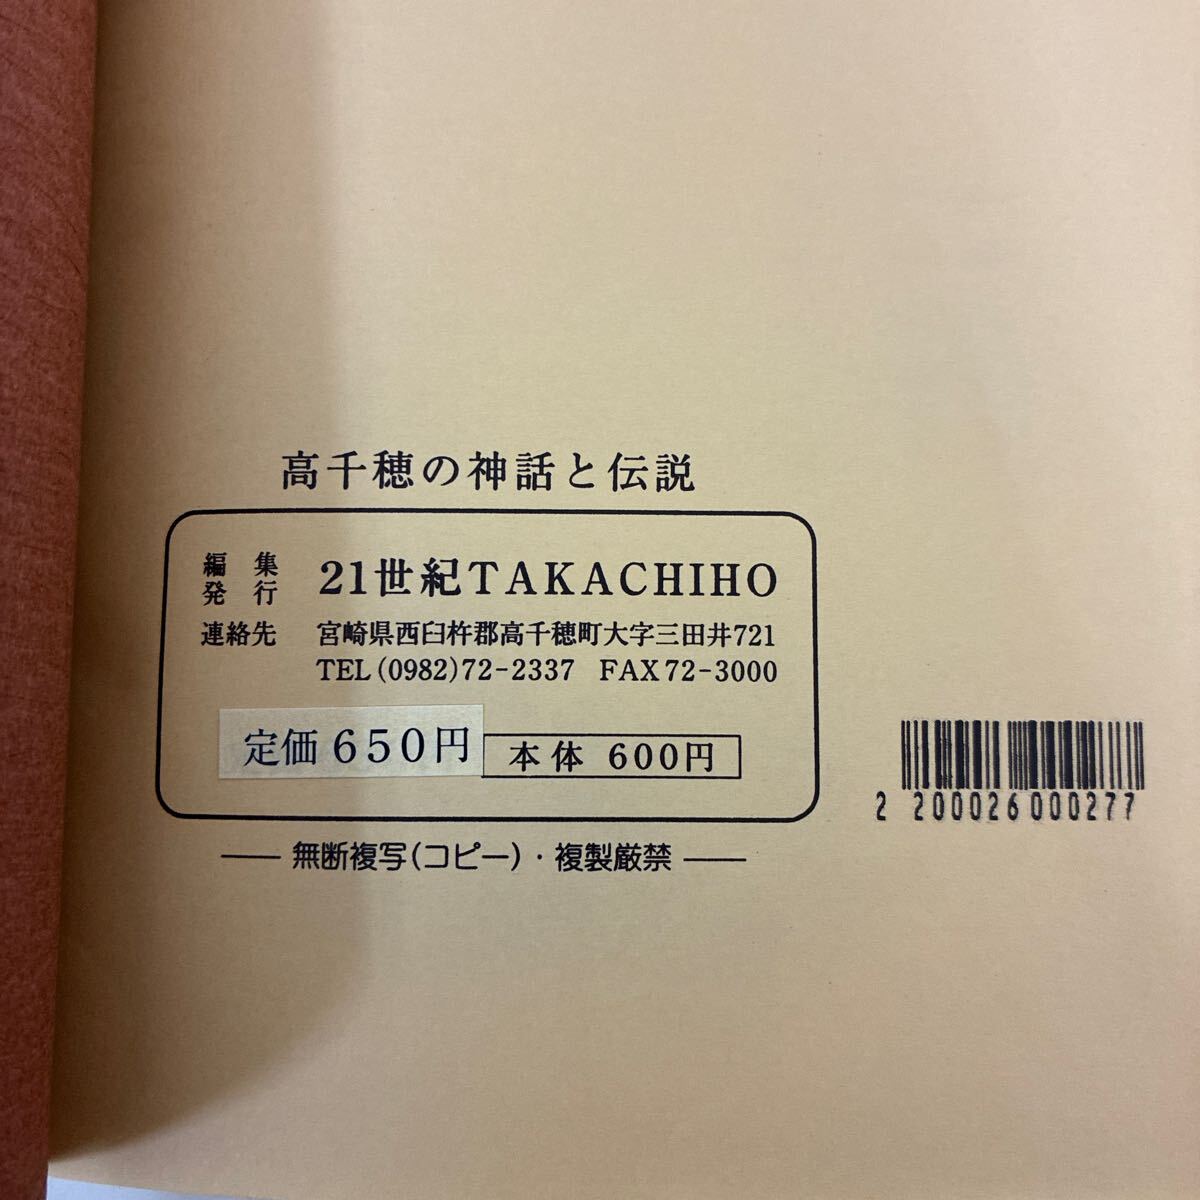 高千穂の神話と伝説
編集
発行 21世紀TAKACHIHO
連絡先 宮崎県西臼杵郡高千穂町大字三田井721
TEL(0982)72-2337 FAX72-3000
定価650円 本体 600円
無断複写(コピー)・複製厳禁
2 200026 000277